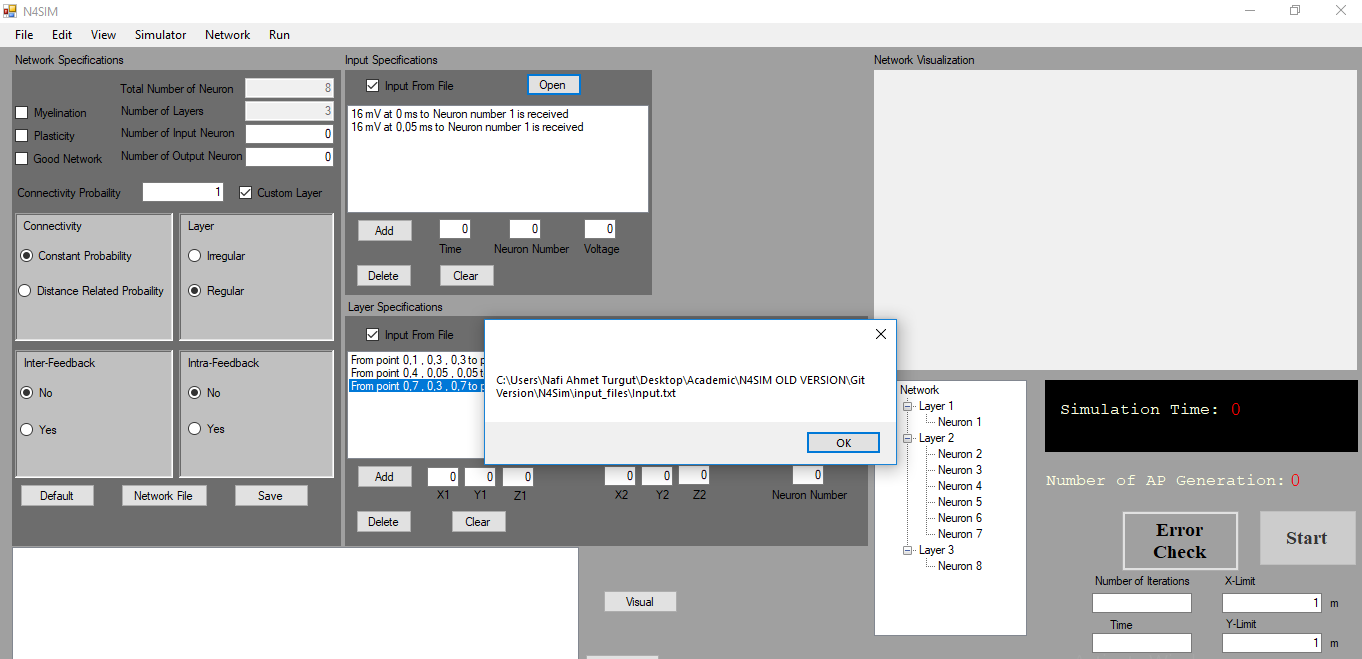 N4SIM
File Edit View Simulator Network Run
Network Specifications
Total Number of Neuron 8
Number of Layers 3
Number of Input Neuron 0
Number of Output Neuron 0
Myelination
Plasticity
Good Network
Connectivity Probaility 1
Custom Layer
Connectivity
Constant Probability
Distance Related Probaility
Layer
Irregular
Regular
Inter-Feedback
No
Yes
Intra-Feedback
No
Yes
Default
Network File
Save
Input Specifications
Input From File
Open
16 mV at 0 ms to Neuron number 1 is received
16 mV at 0,05 ms to Neuron number 1 is received
Add
0 0 0
Time Neuron Number Voltage
Delete
Clear
Layer Specifications
Input From File
From point 0,1 , 0,3 , 0,3 to
From point 0,4 , 0,05 , 0,05
From point 0,7 , 0,3 , 0,7 to
Add
0 0 0 0 0 0 0
X1 Y1 Z1 X2 Y2 Z2 Neuron Number
Delete
Clear
C:\Users\Nafi Ahmet Turgut\Desktop\Academic\N4SIM OLD VERSION\Git
Version\N4Sim\input_files\Input.txt
OK
Visual
Network Visualization
Network
Layer 1
Neuron 1
Layer 2
Neuron 2
Neuron 3
Neuron 4
Neuron 5
Neuron 6
Neuron 7
Layer 3
Neuron 8
Simulation Time: 0
Number of AP Generation: 0
Error
Check
Start
Number of Iterations
X-Limit
1 m
Time
Y-Limit
1 m